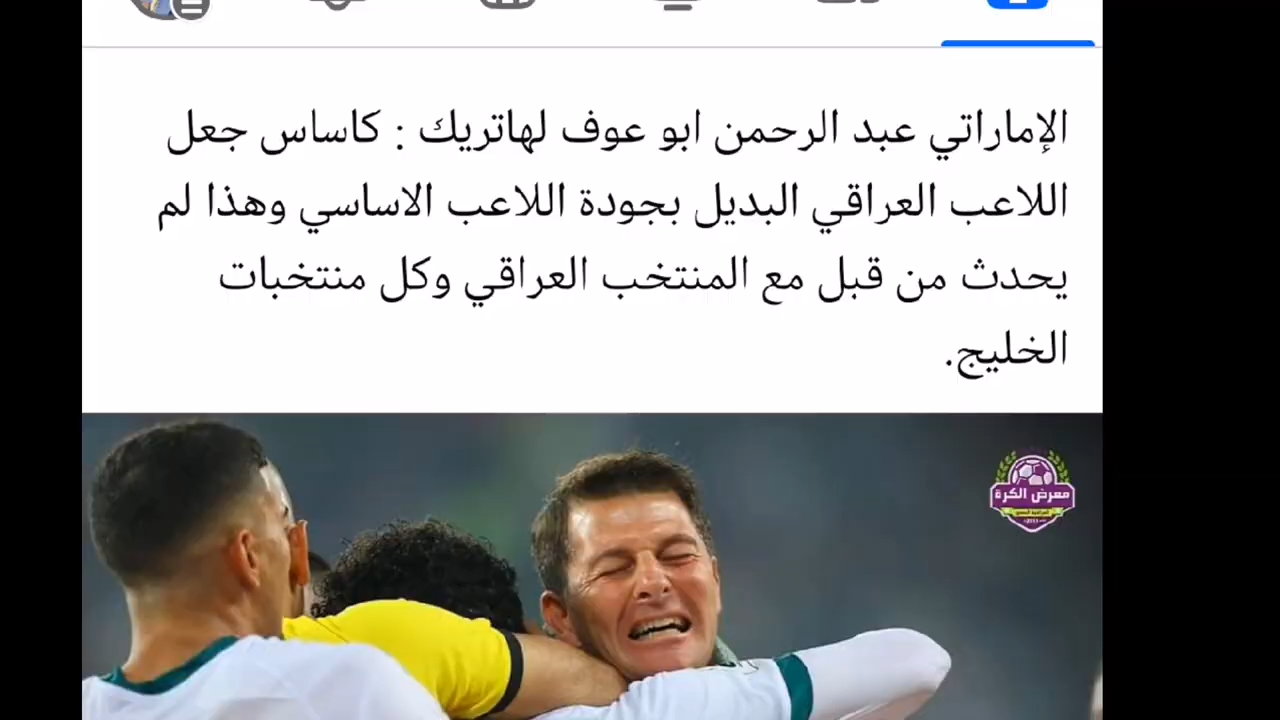 الإماراتي عبد الرحمن ابو عوف لهاتريك : كاساس جعل
اللاعب العراقي البديل بجودة اللاعب الاساسي وهذا لم
يحدث من قبل مع المنتخب العراقي وكل منتخبات
الخليج.
معرض الكرة